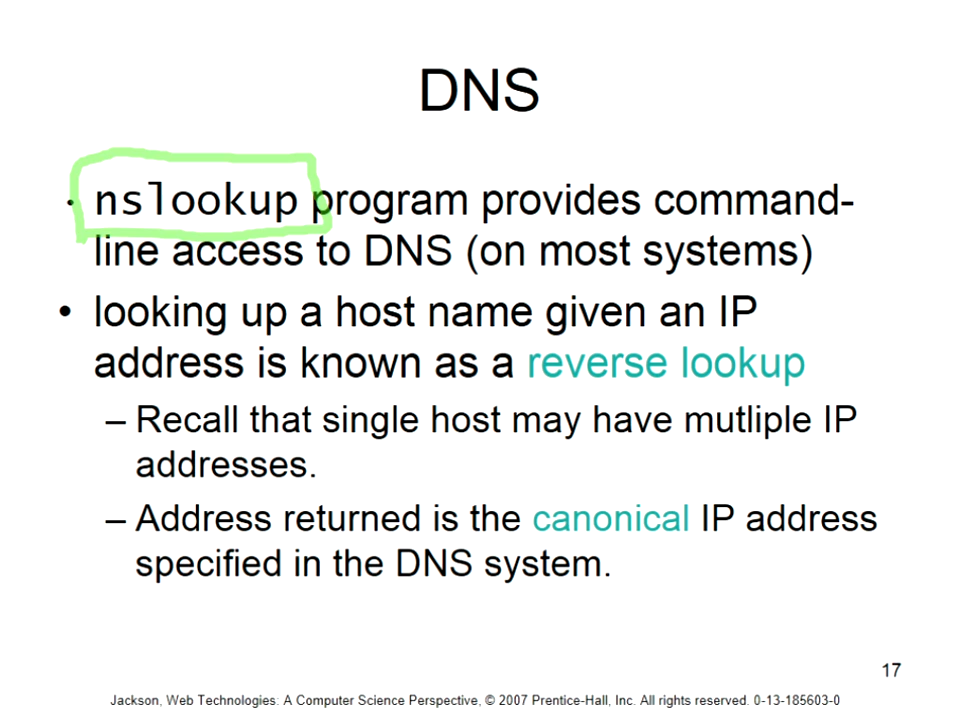 DNS
• nslookup program provides command-
line access to DNS (on most systems)
• looking up a host name given an IP
address is known as a reverse lookup
– Recall that single host may have mutliple IP
addresses.
– Address returned is the canonical IP address
specified in the DNS system.
17
Jackson, Web Technologies: A Computer Science Perspective, © 2007 Prentice-Hall, Inc. All rights reserved. 0-13-185603-0